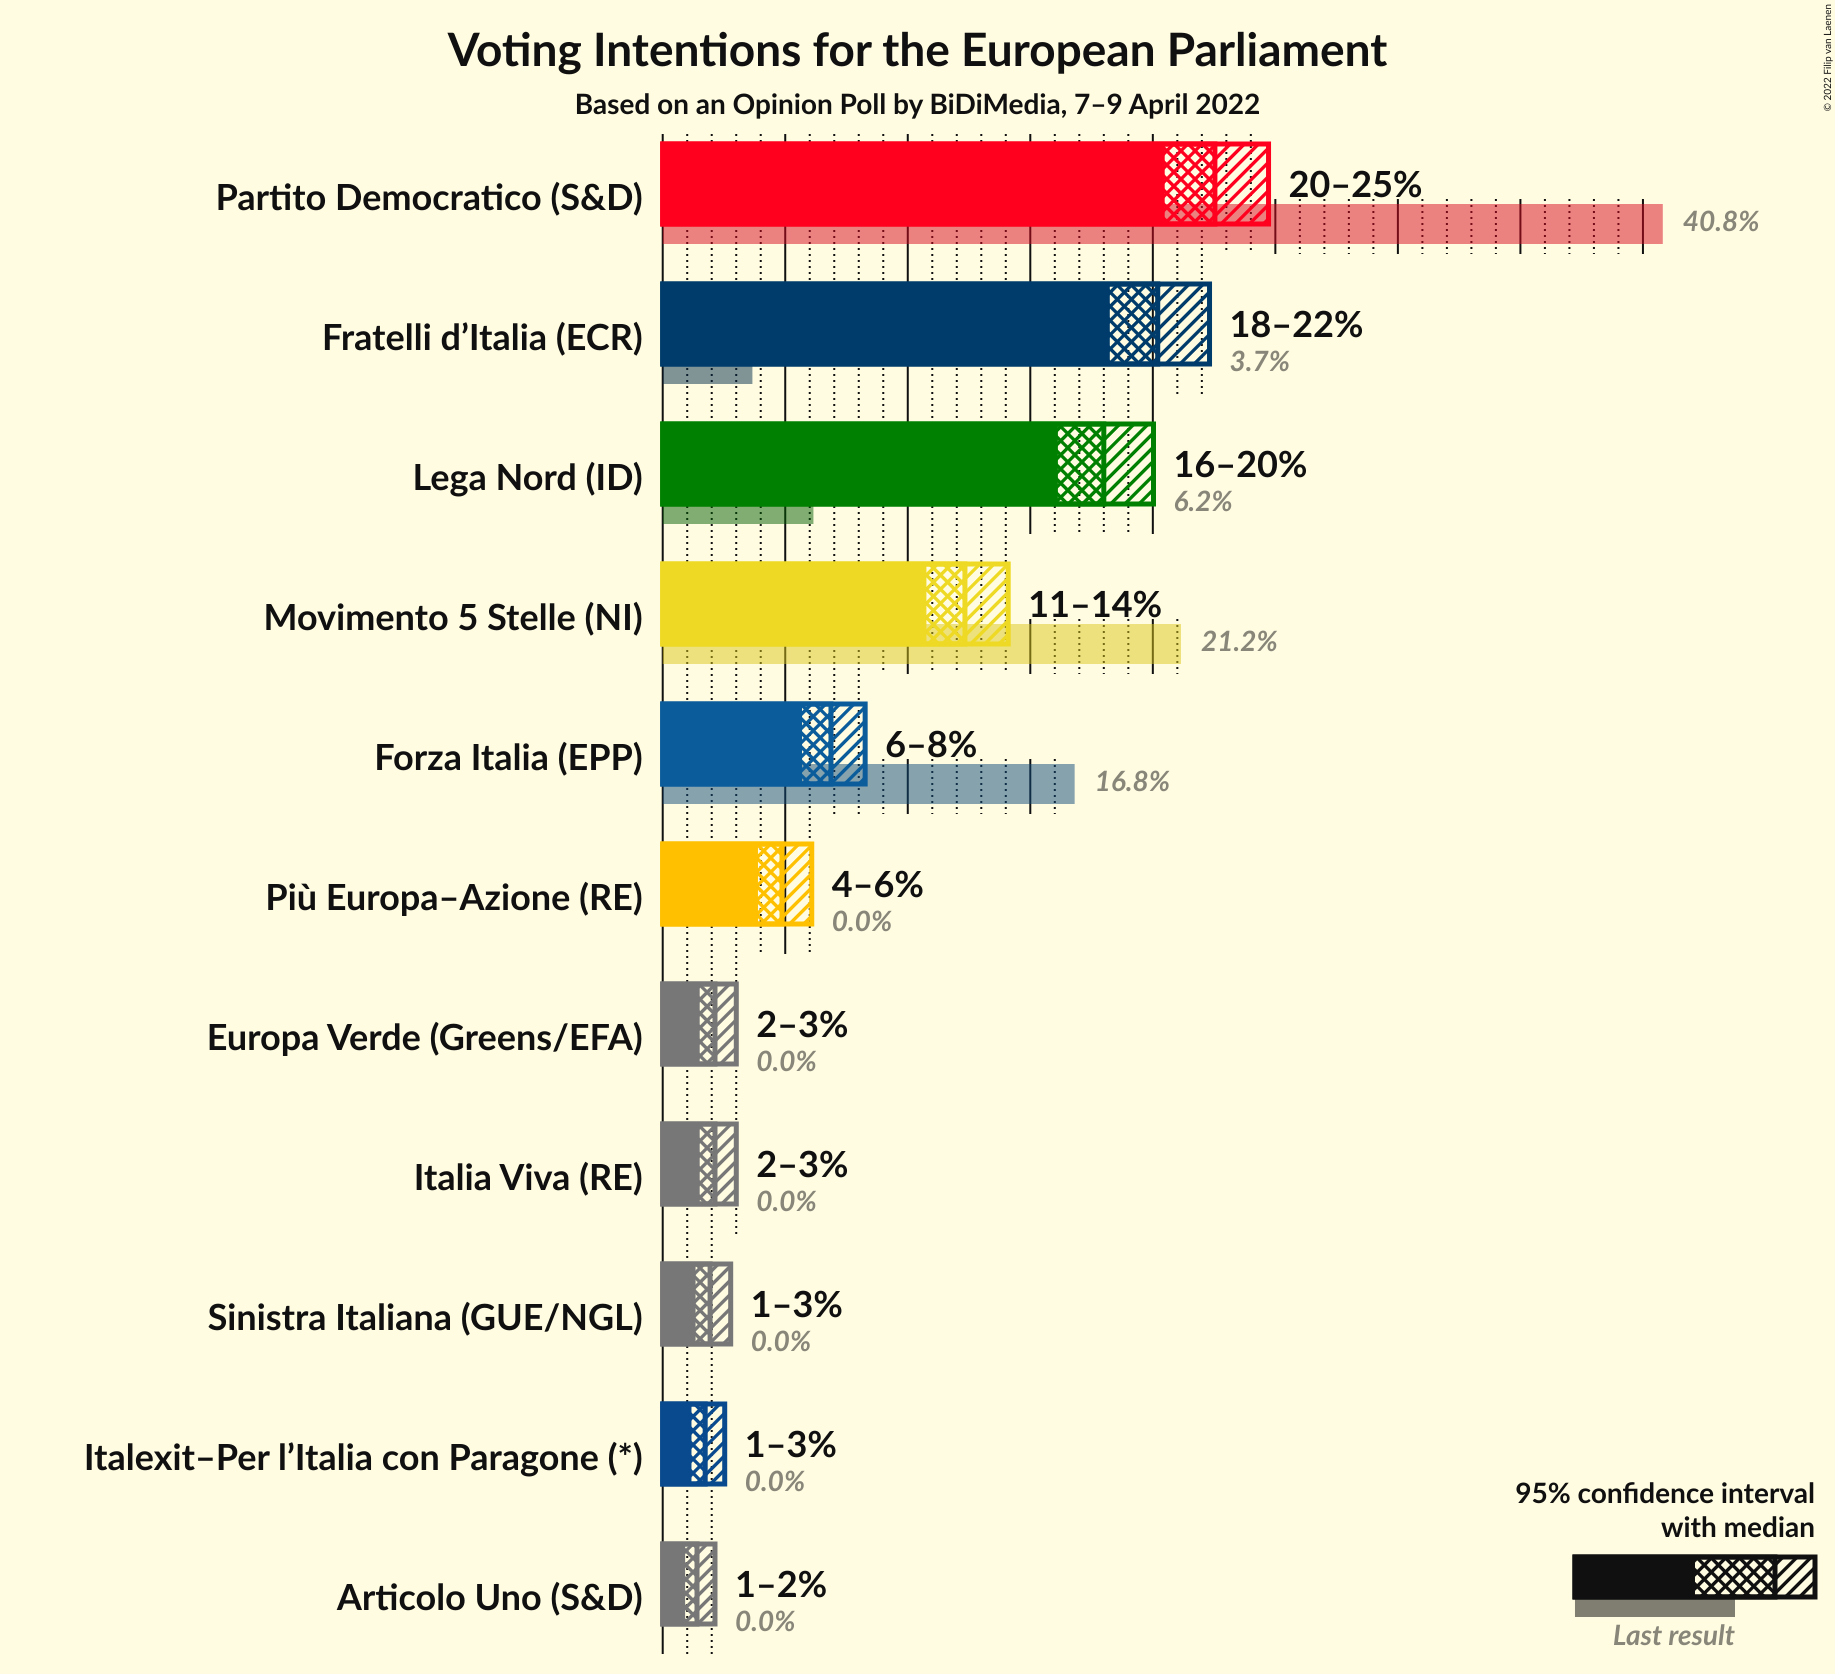 Voting Intentions for the European Parliament
Based on an Opinion Poll by BiDiMedia, 7–9 April 2022
© 2022 Filip van Laenen
Partito Democratico (S&D)
20–25%
40.8%
Fratelli d’Italia (ECR)
18–22%
3.7%
Lega Nord (ID)
16–20%
6.2%
Movimento 5 Stelle (NI)
11–14%
21.2%
Forza Italia (EPP)
6–8%
16.8%
Più Europa–Azione (RE)
4–6%
0.0%
Europa Verde (Greens/EFA)
2–3%
0.0%
Italia Viva (RE)
2–3%
0.0%
Sinistra Italiana (GUE/NGL)
1–3%
0.0%
Italexit–Per l’Italia con Paragone (*)
1–3%
0.0%
Articolo Uno (S&D)
1–2%
0.0%
95% confidence interval
with median
Last result